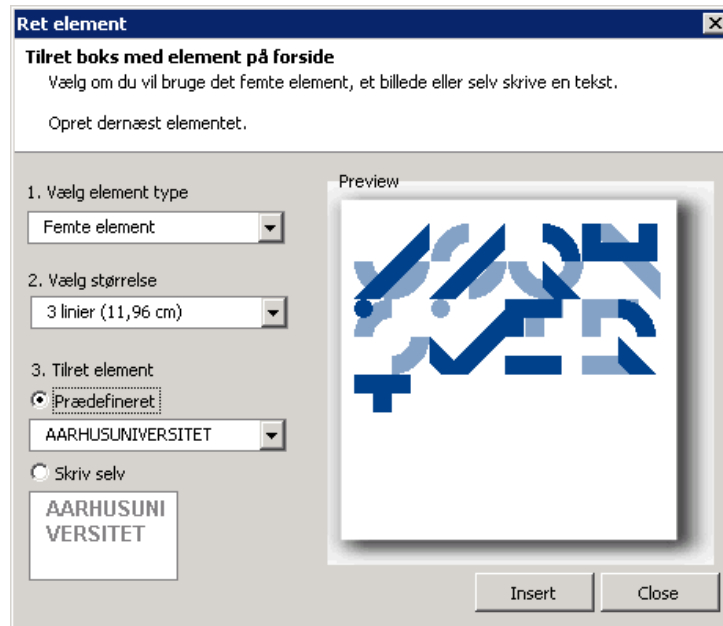 Ret element
Tilret boks med element på forside
Vælg om du vil bruge det femte element, et billede eller selv skrive en tekst.
Opret dernæst elementet.
1. Vælg element type
Femte element
2. Vælg størrelse
3 linier (11,96 cm)
3. Tilret element
Prædefineret
AARHUSUNIVERSITET
Skriv selv
AARHUSUNI
VERSITET
Preview
Insert
Close